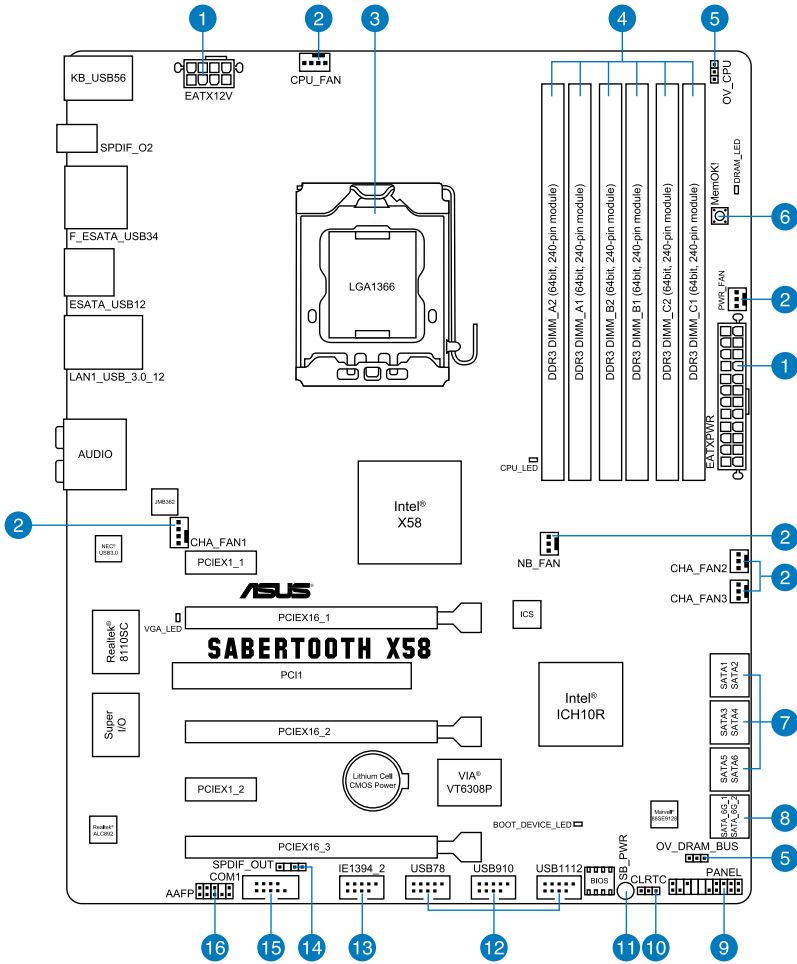 1
2
3
4
5
KB_USB56
EATX12V
CPU_FAN
OV_CPU
SPDIF_O2
DRAM_LED
MemOK!
6
F_ESATA_USB34
ESATA_USB12
LGA1366
DDR3 DIMM_A2 (64bit, 240-pin module)
DDR3 DIMM_A1 (64bit, 240-pin module)
DDR3 DIMM_B2 (64bit, 240-pin module)
DDR3 DIMM_B1 (64bit, 240-pin module)
DDR3 DIMM_C2 (64bit, 240-pin module)
DDR3 DIMM_C1 (64bit, 240-pin module)
PWR_FAN
2
LAN1_USB_3.0_12
1
EATXPWR
AUDIO
CPU_LED
JMB362
Intel®
X58
2
CHA_FAN1
NEC®
USB3.0
PCIEX1_1
NB_FAN
2
CHA_FAN2
2
CHA_FAN3
ASUS®
VGA_LED
PCIEX16_1
ICS
Realtek®
8110SC
SABERTOOTH X58
PCI1
SATA1
SATA2
Super
I/O
Intel®
ICH10R
SATA3
SATA4
7
PCIEX16_2
SATA5
SATA6
Lithium Cell
CMOS Power
VIA®
VT6308P
PCIEX1_2
Realtek®
ALC892
BOOT_DEVICE_LED
Marvell®
88SE9128
SATA_6G_1
SATA_6G_2
8
PCIEX16_3
OV_DRAM_BUS
5
SPDIF_OUT
COM1
AAFP
IE1394_2
USB78
USB910
USB1112
BIOS
SB_PWR
CLRTC
PANEL
16
15
14
13
12
11
10
9